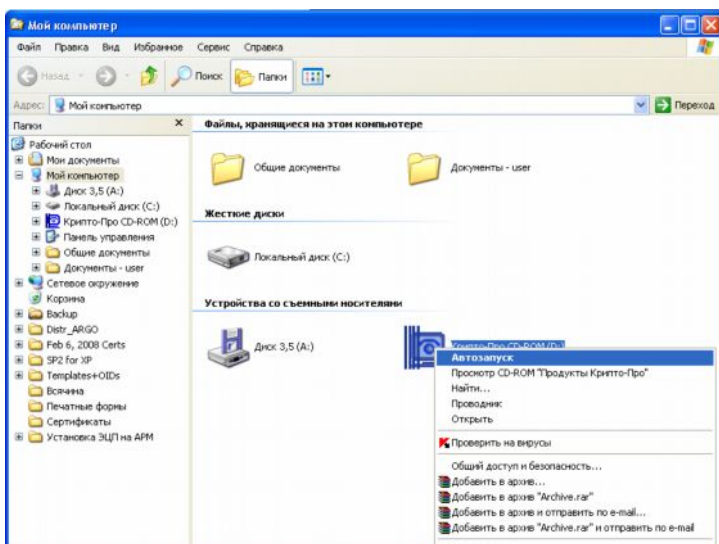 Мой компьютер
Файл Правка Вид Избранное Сервис Справка
Назад Поиск Папки
Адрес: Мой компьютер Переход
Папки x
Рабочий стол
Мои документы
Мой компьютер
Диск 3,5 (A:)
Локальный диск (C:)
Крипто-Про CD-ROM (D:)
Панель управления
Общие документы
Документы - user
Сетевое окружение
Корзина
Backup
Distr_ARGO
Feb 6, 2008 Certs
SP2 for XP
Templates+OIDs
Всячина
Печатные формы
Сертификаты
Установка ЭЦП на АРМ
Файлы, хранящиеся на этом компьютере
Общие документы Документы - user
Жесткие диски
Локальный диск (C:)
Устройства со съемными носителями
Диск 3,5 (A:) Крипто-Про CD-ROM (D:)
Автозапуск
Просмотр CD-ROM "Продукты Крипто-Про"
Найти...
Проводник
Открыть
Проверить на вирусы
Общий доступ и безопасность...
Добавить в архив...
Добавить в архив "Archive.rar"
Добавить в архив и отправить по e-mail...
Добавить в архив "Archive.rar" и отправить по e-mail